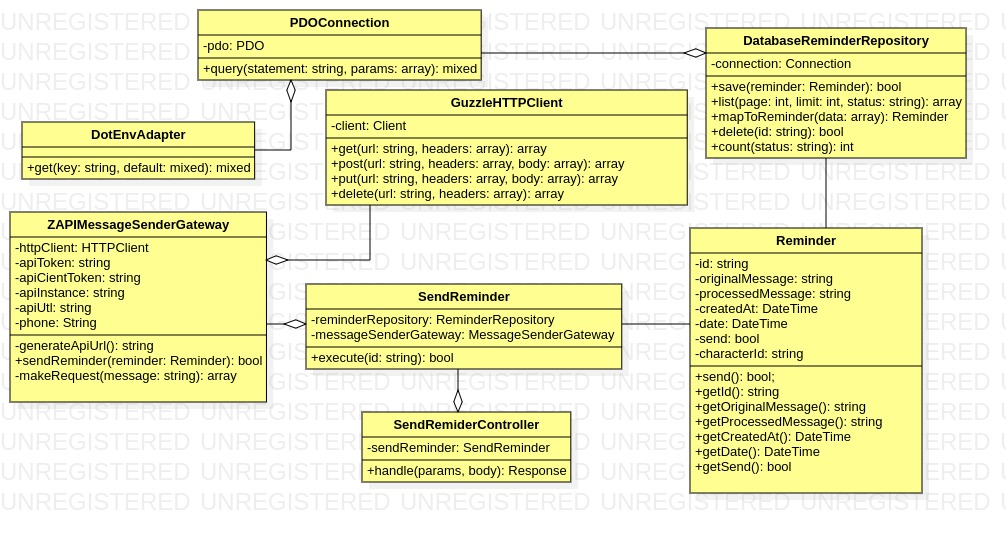 PDOConnection
-pdo: PDO
+query(statement: string, params: array): mixed
DatabaseReminderRepository
-connection: Connection
+save(reminder: Reminder): bool
+list(page: int, limit: int, status: string): array
+mapToReminder(data: array): Reminder
+delete(id: string): bool
+count(status: string): int
GuzzleHTTPClient
-client: Client
+get(url: string, headers: array): array
+post(url: string, headers: array, body: array): array
+put(url: string, headers: array, body: array): array
+delete(url: string, headers: array): array
DotEnvAdapter
+get(key: string, default: mixed): mixed
ZAPIMessageSenderGateway
-httpClient: HTTPClient
-apiToken: string
-apiCientToken: string
-apiInstance: string
-apiUtl: string
-phone: String
-generateApiUrl(): string
+sendReminder(reminder: Reminder): bool
-makeRequest(message: string): array
SendReminder
-reminderRepository: ReminderRepository
-messageSenderGateway: MessageSenderGateway
+execute(id: string): bool
SendRemiderController
-sendReminder: SendReminder
+handle(params, body): Response
Reminder
-id: string
-originalMessage: string
-processedMessage: string
-createdAt: DateTime
-date: DateTime
-send: bool
-characterId: string
+send(): bool;
+getId(): string
+getOriginalMessage(): string
+getProcessedMessage(): string
+getCreatedAt(): DateTime
+getDate(): DateTime
+getSend(): bool
UNREGISTERED